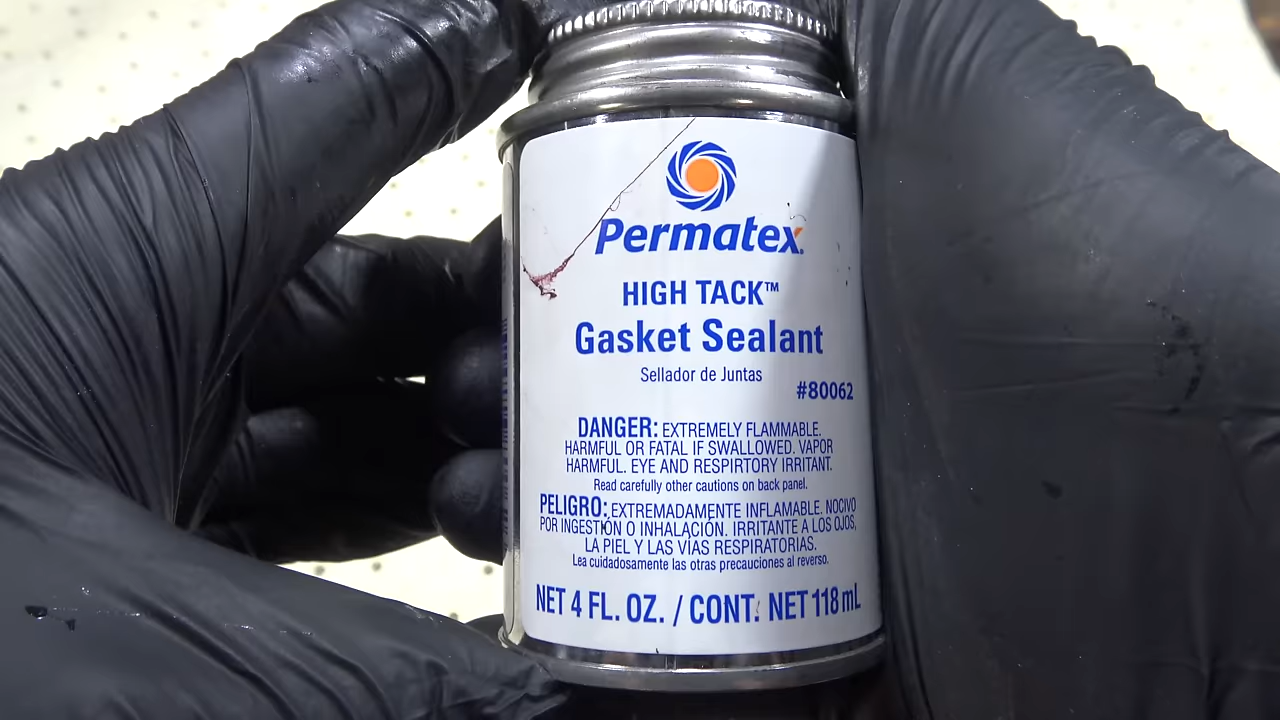 Permatex
HIGH TACK™
Gasket Sealant
Sellador de Juntas
#80062
DANGER: EXTREMELY FLAMMABLE.
HARMFUL OR FATAL IF SWALLOWED. VAPOR
HARMFUL. EYE AND RESPIRTORY IRRITANT.
Read carefully other cautions on back panel.
PELIGRO: EXTREMADAMENTE INFLAMABLE. NOCIVO
POR INGESTIÓN O INHALACIÓN. IRRITANTE A LOS OJOS,
LA PIEL Y LAS VÍAS RESPIRATORIAS.
Lea cuidadosamente las otras precauciones al reverso.
NET 4 FL. OZ. / CONT. NET 118 mL